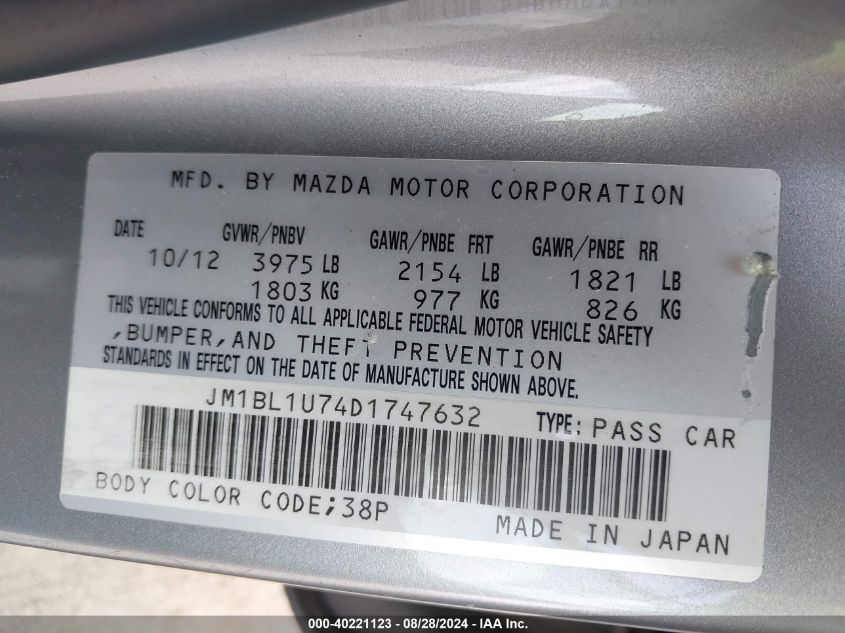 MFD. BY MAZDA MOTOR CORPORATION
DATE GVWR/PNBV GAWR/PNBE FRT GAWR/PNBE RR
10/12 3975 LB 2154 LB 1821 LB
1803 KG 977 KG 826 KG
THIS VEHICLE CONFORMS TO ALL APPLICABLE FEDERAL MOTOR VEHICLE SAFETY
,BUMPER,AND THEFT PREVENTION
STANDARDS IN EFFECT ON THE DATE OF MANUFACTURE SHOWN ABOVE.
JM1BL1U74D1747632 TYPE: PASS CAR
BODY COLOR CODE;38P
MADE IN JAPAN
000-40221123 - 08/28/2024 - IAA Inc.